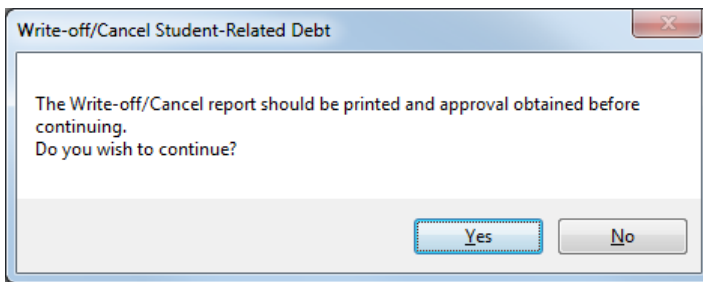 Write-off/Cancel Student-Related Debt
The Write-off/Cancel report should be printed and approval obtained before
continuing.
Do you wish to continue?
Yes
No